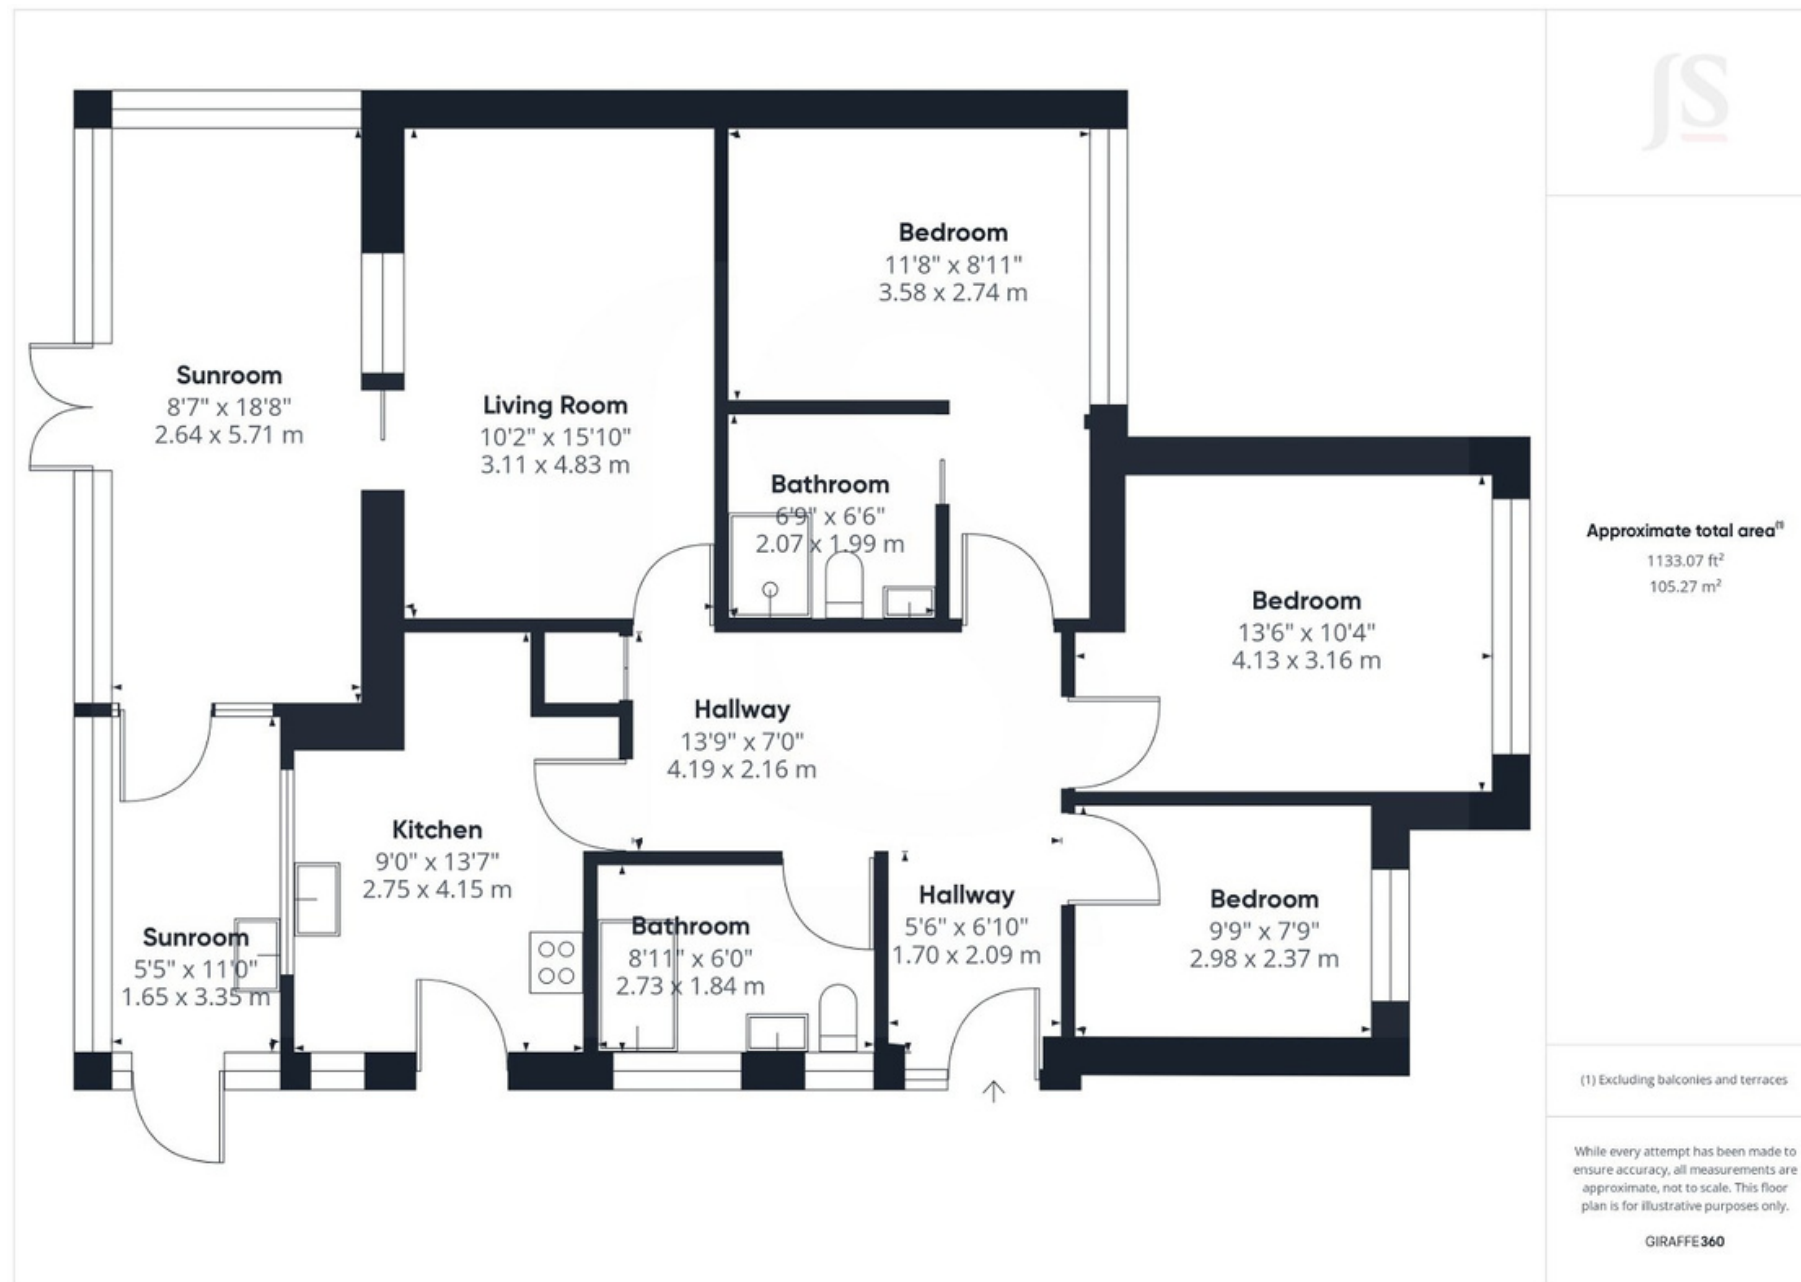 JS
Sunroom
8'7" x 18'8"
2.64 x 5.71 m
Living Room
10'2" x 15'10"
3.11 x 4.83 m
Bedroom
11'8" x 8'11"
3.58 x 2.74 m
Bathroom
6'9" x 6'6"
2.07 x 1.99 m
Bedroom
13'6" x 10'4"
4.13 x 3.16 m
Hallway
13'9" x 7'0"
4.19 x 2.16 m
Kitchen
9'0" x 13'7"
2.75 x 4.15 m
Sunroom
5'5" x 11'0"
1.65 x 3.35 m
Bathroom
8'11" x 6'0"
2.73 x 1.84 m
Hallway
5'6" x 6'10"
1.70 x 2.09 m
Bedroom
9'9" x 7'9"
2.98 x 2.37 m
Approximate total area(1)
1133.07 ft²
105.27 m²
(1) Excluding balconies and terraces
While every attempt has been made to
ensure accuracy, all measurements are
approximate, not to scale. This floor
plan is for illustrative purposes only.
GIRAFFE360